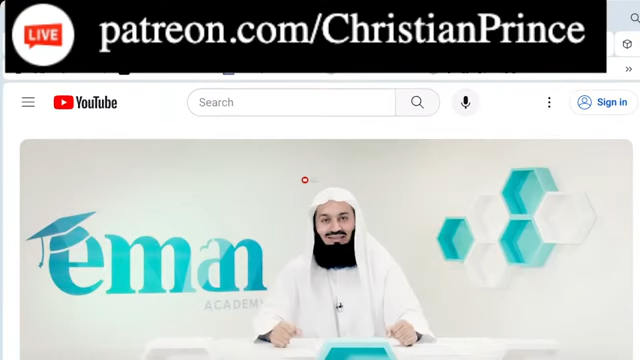 LIVE
patreon.com/ChristianPrince
YouTube
Search
Sign in
eman
ACADEMY